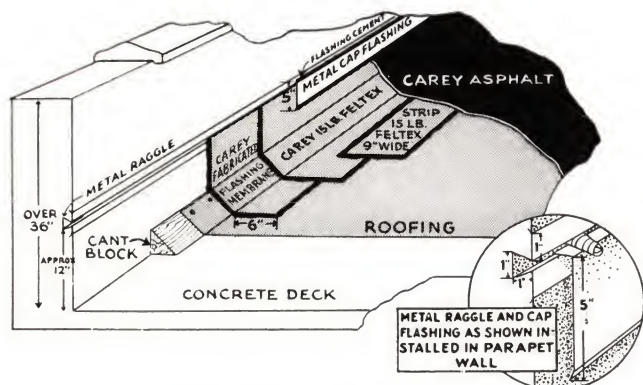 FLASHING CEMENT
METAL CAP FLASHING
5"
CAREY ASPHALT
CAREY 15 LB. FELTEX
STRIP
15 LB.
FELTEX
9" WIDE
CAREY
FABRICATED
FLASHING
MEMBRANE
METAL RAGGLE
6"
ROOFING
OVER
36"
APPROX
12"
CANT
BLOCK
CONCRETE DECK
1"
1"
1"
5"
METAL RAGGLE AND CAP
FLASHING AS SHOWN IN-
STALLED IN PARAPET
WALL